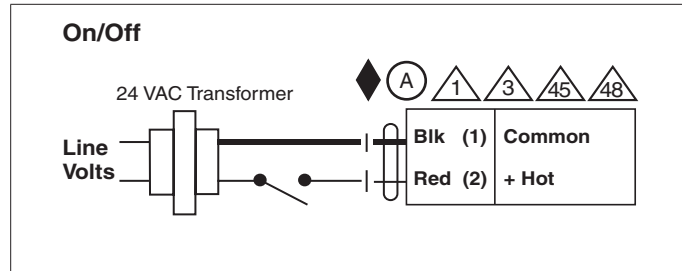 On/Off
24 VAC Transformer
A 1 3 45 48
Line
Volts
Blk (1) Common
Red (2) + Hot